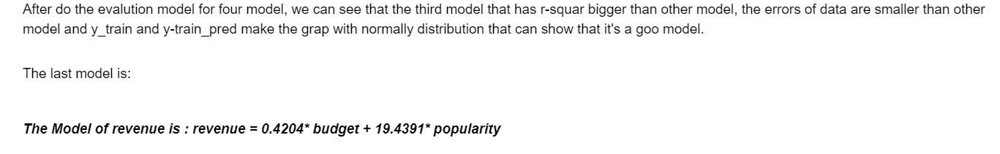 After do the evalution model for four model, we can see that the third model that has r-squar bigger than other model, the errors of data are smaller than other
model and y_train and y-train_pred make the grap with normally distribution that can show that it's a goo model.
The last model is:
The Model of revenue is : revenue = 0.4204* budget + 19.4391* popularity